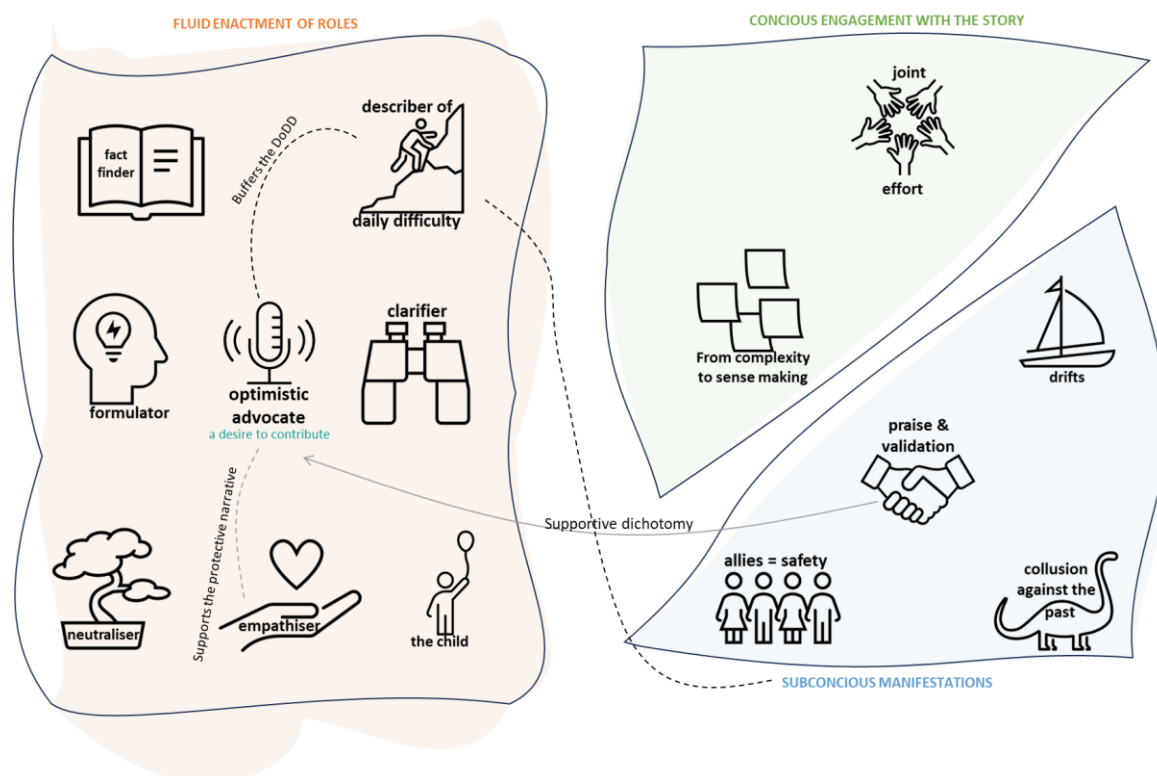 FLUID ENACTMENT OF ROLES
CONCIOUS ENGAGEMENT WITH THE STORY
fact
finder
Buffers the DoDD
describer of
daily difficulty
joint
effort
formulator
optimistic
advocate
a desire to contribute
clarifier
From complexity
to sense making
drifts
praise &
validation
Supports the protective narrative
Supportive dichotomy
neutraliser
empathiser
the child
allies = safety
collusion
against the
past
SUBCONCIOUS MANIFESTATIONS